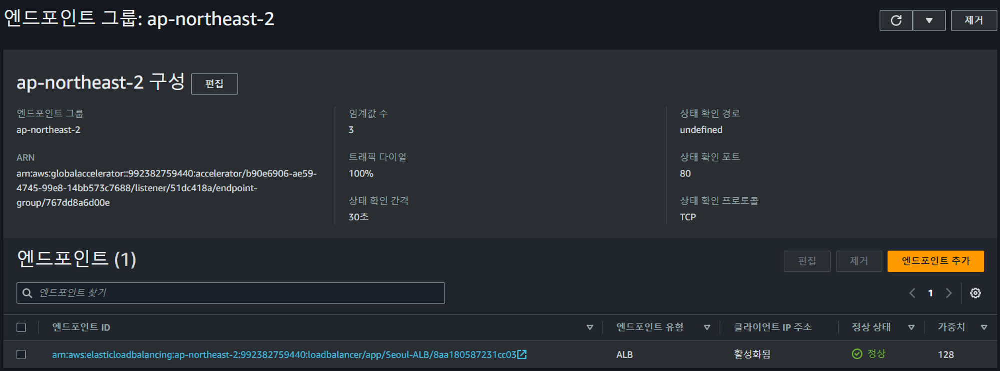 엔드포인트 그룹: ap-northeast-2
제거
ap-northeast-2 구성
편집
엔드포인트 그룹
ap-northeast-2
ARN
arn:aws:globalaccelerator::992382759440:accelerator/b90e6906-ae59-
4745-99e8-14bb573c7688/listener/51dc418a/endpoint-
group/767dd8a6d00e
임계값 수
3
트래픽 다이얼
100%
상태 확인 간격
30초
상태 확인 경로
undefined
상태 확인 포트
80
상태 확인 프로토콜
TCP
엔드포인트 (1)
편집
제거
엔드포인트 추가
엔드포인트 찾기
1
엔드포인트 ID 엔드포인트 유형 클라이언트 IP 주소 정상 상태 가중치
arn:aws:elasticloadbalancing:ap-northeast-2:992382759440:loadbalancer/app/Seoul-ALB/8aa180587231cc03 ALB 활성화됨 정상 128